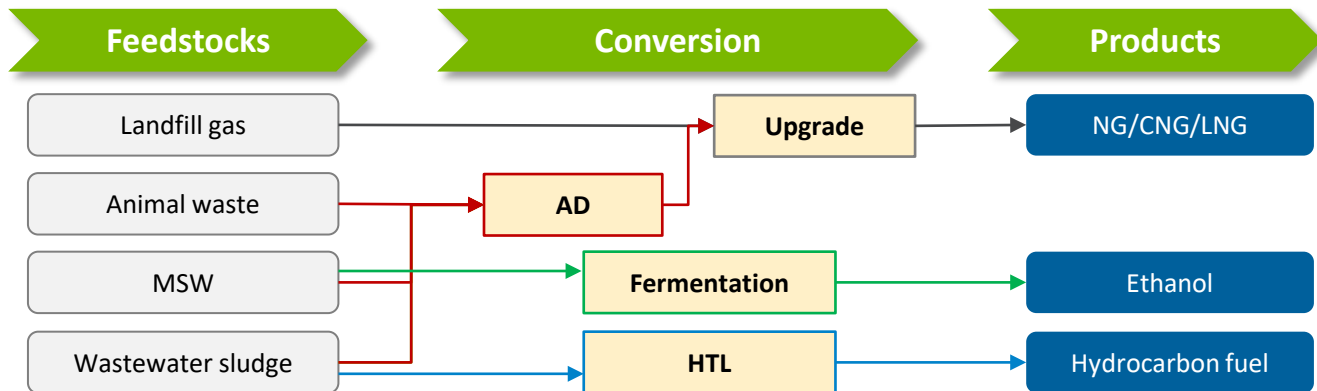 Feedstocks
Conversion
Products
Landfill gas
Upgrade
NG/CNG/LNG
Animal waste
AD
MSW
Fermentation
Ethanol
Wastewater sludge
HTL
Hydrocarbon fuel